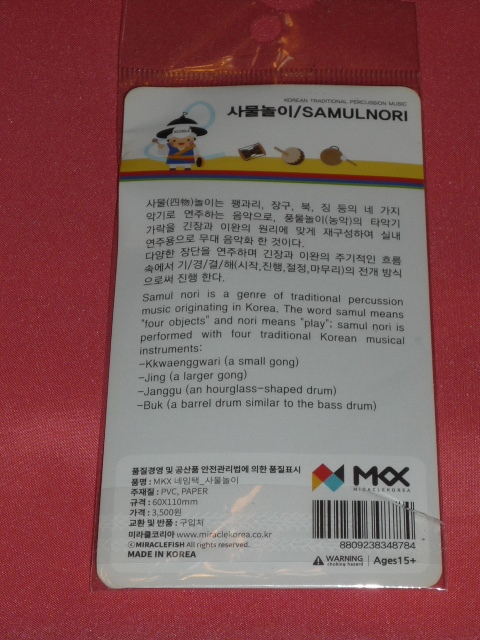 KOREAN TRADITIONAL PERCUSSION MUSIC
사물놀이/SAMULNORI
사물(四物)놀이는 꽹과리, 장구, 북, 징 등의 네 가지
악기로 연주하는 음악으로, 풍물놀이(농악)의 타악기
가락을 긴장과 이완의 원리에 맞게 재구성하여 실내
연주용으로 무대 음악화 한 것이다.
다양한 장단을 연주하며 긴장과 이완의 주기적인 흐름
속에서 기/경/결/해(시작,진행,절정,마무리)의 전개 방식
으로써 진행 한다.
Samul nori is a genre of traditional percussion
music originating in Korea. The word samul means
"four objects" and nori means "play"; samul nori is
performed with four traditional Korean musical
instruments:
-Kkwaenggwari (a small gong)
-Jing (a larger gong)
-Janggu (an hourglass-shaped drum)
-Buk (a barrel drum similar to the bass drum)
품질경영 및 공산품 안전관리법에 의한 품질표시
품명 : MKX 네임택_사물놀이
주재질 : PVC, PAPER
규격 : 60X110mm
가격 : 3,500원
교환 및 반품 : 구입처
미라클코리아 www.miraclekorea.co.kr
ⓒMIRACLEFISH All rights reserved.
MADE IN KOREA
MKX
MIRACLEKOREA
8809238348784
WARNING
choking hazard
Ages15+